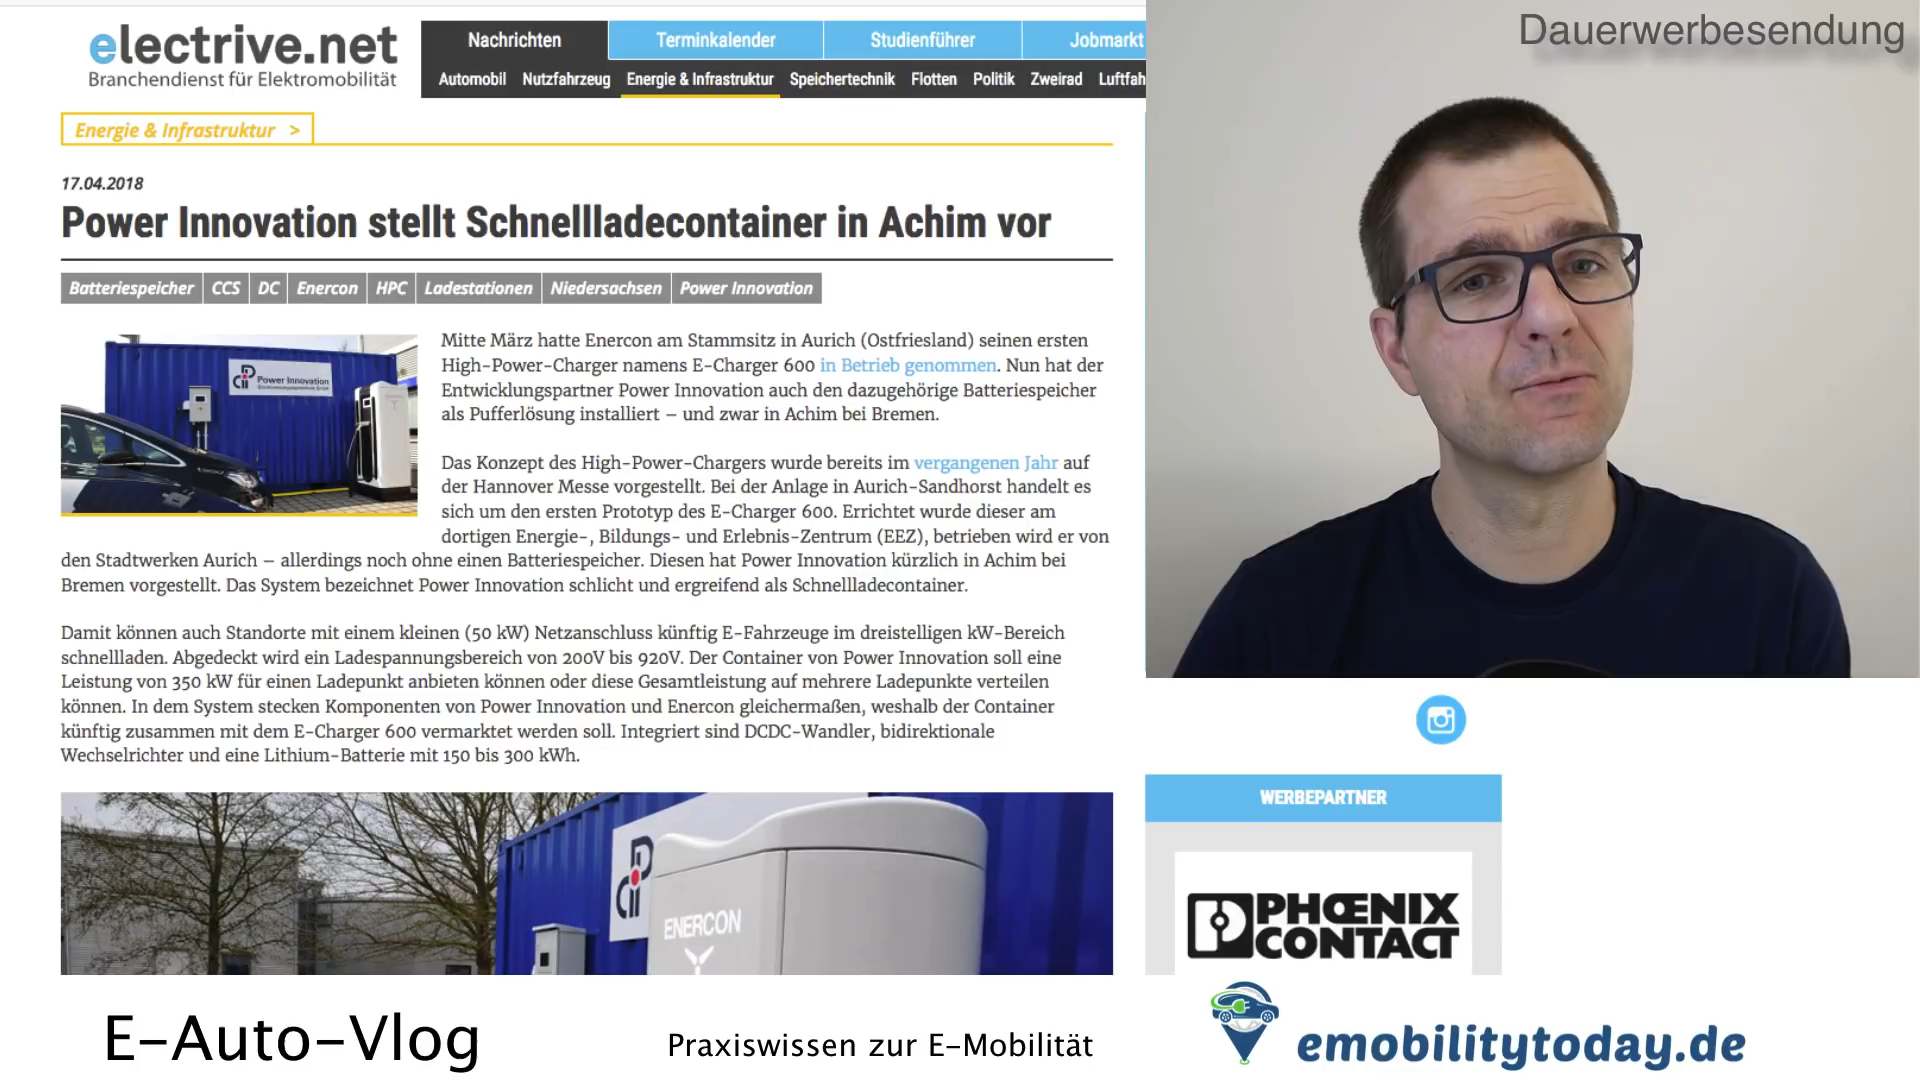 electrive.net
Branchendienst für Elektromobilität
Nachrichten Terminkalender Studienführer Jobmarkt
Automobil Nutzfahrzeug Energie & Infrastruktur Speichertechnik Flotten Politik Zweirad Luftfah
Dauerwerbesendung
Energie & Infrastruktur >
17.04.2018
Power Innovation stellt Schnellladecontainer in Achim vor
Batteriespeicher CCS DC Enercon HPC Ladestationen Niedersachsen Power Innovation
Power Innovation
Mitte März hatte Enercon am Stammsitz in Aurich (Ostfriesland) seinen ersten
High-Power-Charger namens E-Charger 600 in Betrieb genommen. Nun hat der
Entwicklungspartner Power Innovation auch den dazugehörige Batteriespeicher
als Pufferlösung installiert – und zwar in Achim bei Bremen.
Das Konzept des High-Power-Chargers wurde bereits im vergangenen Jahr auf
der Hannover Messe vorgestellt. Bei der Anlage in Aurich-Sandhorst handelt es
sich um den ersten Prototyp des E-Charger 600. Errichtet wurde dieser am
dortigen Energie-, Bildungs- und Erlebnis-Zentrum (EEZ), betrieben wird er von
den Stadtwerken Aurich – allerdings noch ohne einen Batteriespeicher. Diesen hat Power Innovation kürzlich in Achim bei
Bremen vorgestellt. Das System bezeichnet Power Innovation schlicht und ergreifend als Schnellladecontainer.
Damit können auch Standorte mit einem kleinen (50 kW) Netzanschluss künftig E-Fahrzeuge im dreistelligen kW-Bereich
schnellladen. Abgedeckt wird ein Ladespannungsbereich von 200V bis 920V. Der Container von Power Innovation soll eine
Leistung von 350 kW für einen Ladepunkt anbieten können oder diese Gesamtleistung auf mehrere Ladepunkte verteilen
können. In dem System stecken Komponenten von Power Innovation und Enercon gleichermaßen, weshalb der Container
künftig zusammen mit dem E-Charger 600 vermarktet werden soll. Integriert sind DCDC-Wandler, bidirektionale
Wechselrichter und eine Lithium-Batterie mit 150 bis 300 kWh.
ENERCON
WERBEPARTNER
PHŒNIX
CONTACT
E-Auto-Vlog
Praxiswissen zur E-Mobilität
emobilitytoday.de